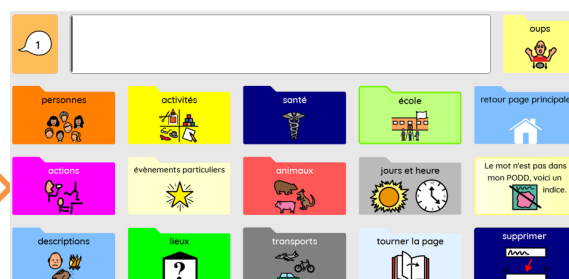 1
oups
personnes
activités
santé
école
retour page principale
actions
évènements particuliers
animaux
jours et heure
Le mot n'est pas dans
mon PODD, voici un
indice.
descriptions
lieux
?
transports
tourner la page
supprimer